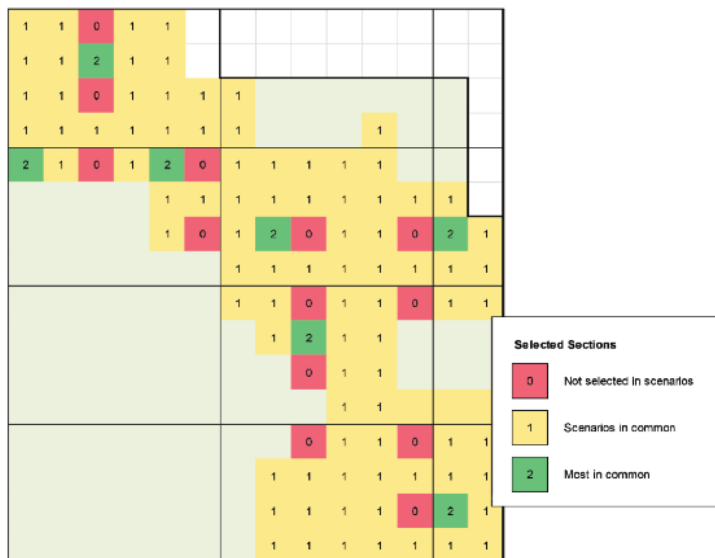 1 1 0 1 1
1 1 2 1 1
1 1 0 1 1 1 1
1 1 1 1 1 1 1 1
2 1 0 1 2 0 1 1 1 1 1
1 1 1 1 1 1 1 1 1
1 0 1 2 0 1 1 0 2 1
1 1 1 1 1 1 1 1
1 1 0 1 1 0 1 1
1 2 1 1
0 1 1
1 1
0 1 1 0 1 1
1 1 1 1 1 1 1
1 1 1 1 0 2 1
1 1 1 1 1 1 1
Selected Sections
0 Not selected in scenarios
1 Scenarios in common
2 Most in common